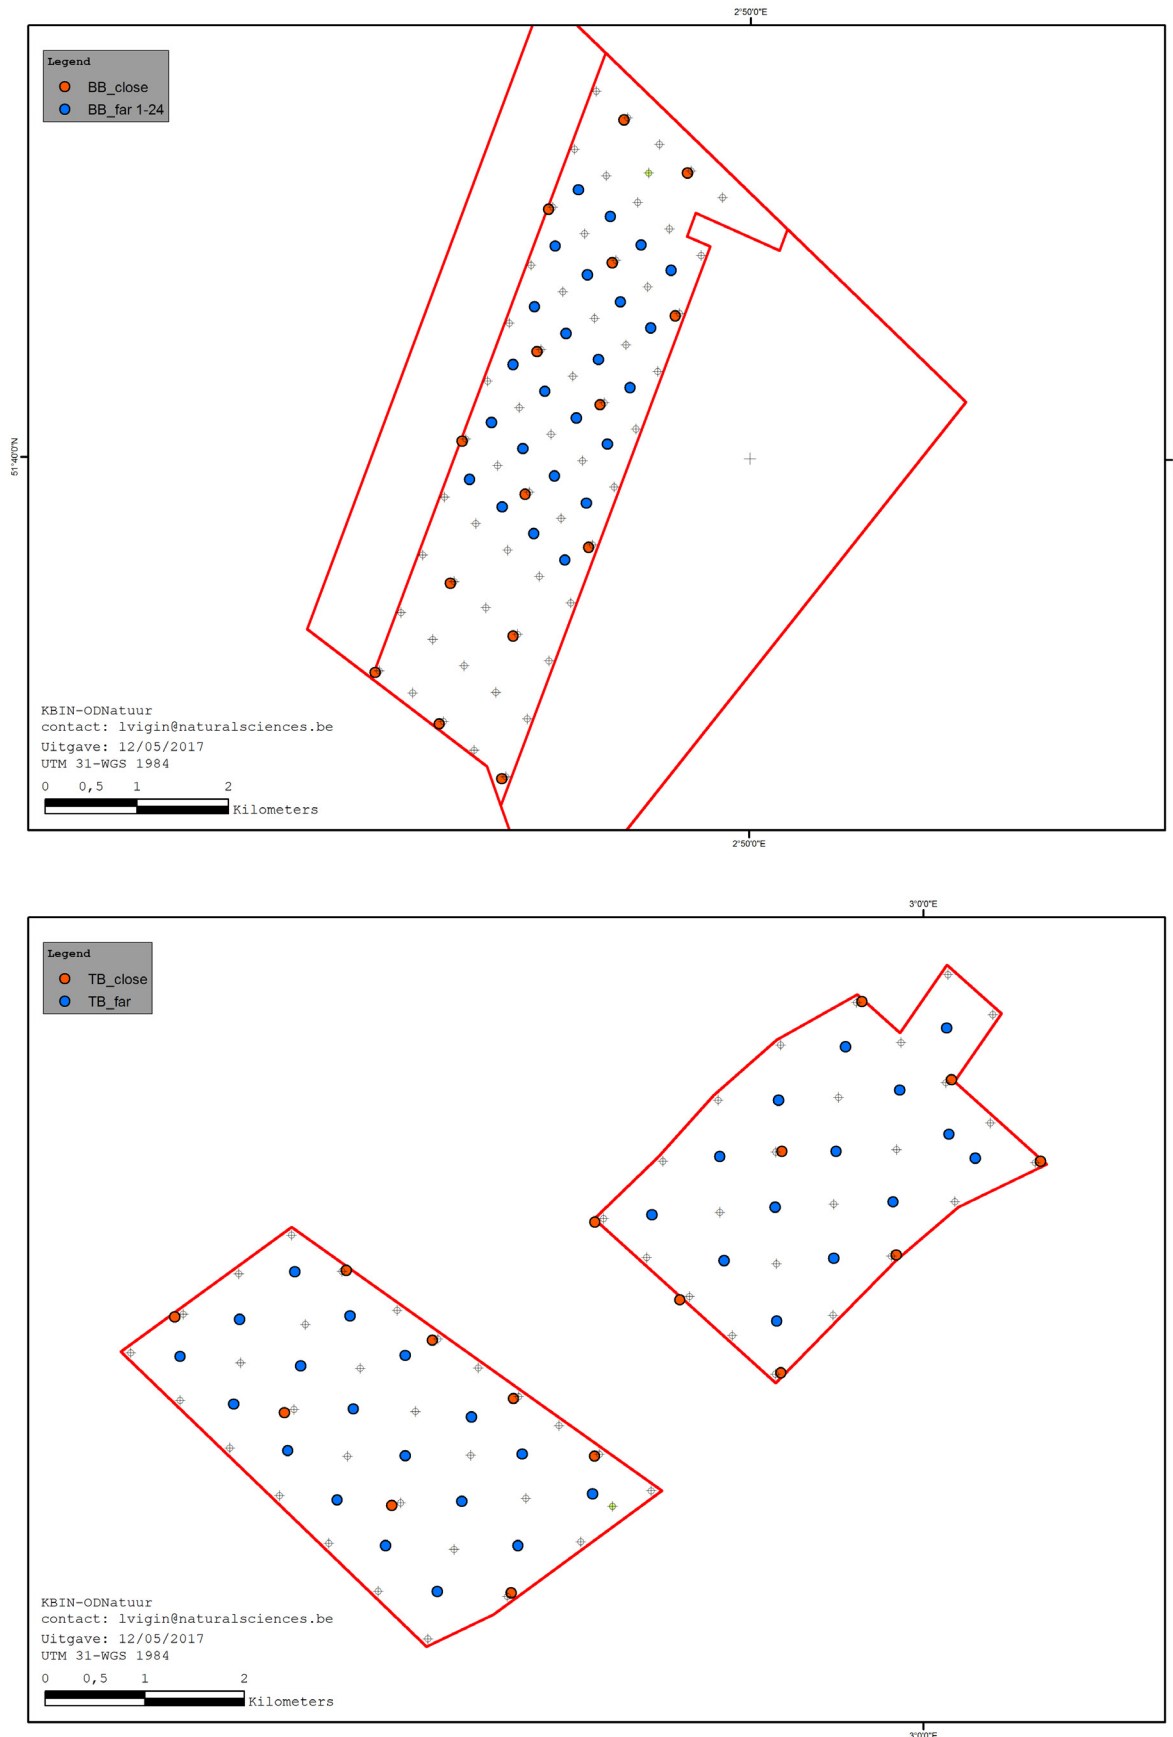 2°50'0"E
Legend
BB_close
BB_far 1-24
51°40'0"N
KBIN-ODNatuur
contact: lvigin@naturalsciences.be
Uitgave: 12/05/2017
UTM 31-WGS 1984
0 0,5 1 2
Kilometers
2°50'0"E
3°0'0"E
Legend
TB_close
TB_far
KBIN-ODNatuur
contact: lvigin@naturalsciences.be
Uitgave: 12/05/2017
UTM 31-WGS 1984
0 0,5 1 2
Kilometers
3°0'0"E